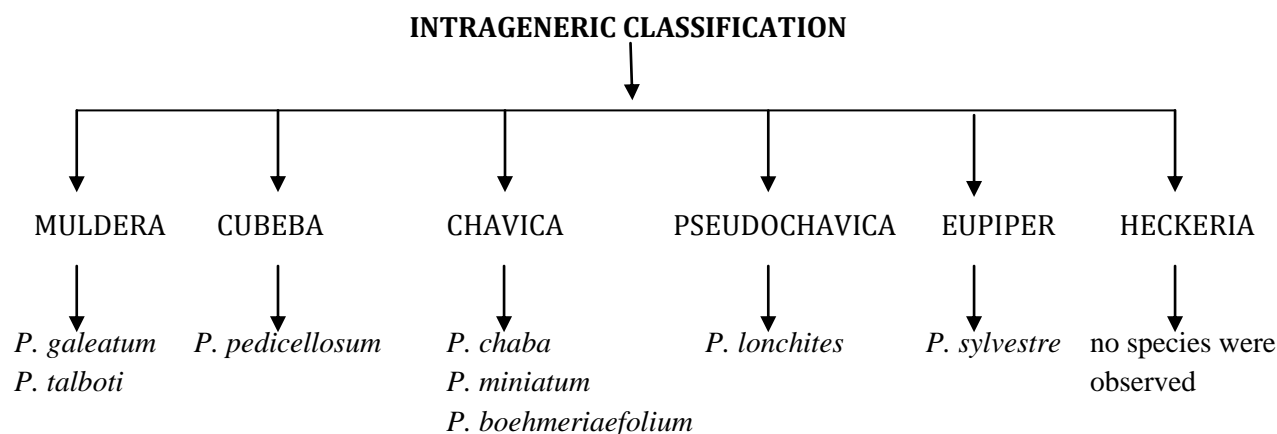 INTRAGENERIC CLASSIFICATION
MULDERA CUBEBA CHAVICA PSEUDOCHAVICA EUPIPER HECKERIA
P. galeatum P. pedicellosum P. chaba P. lonchites P. sylvestre no species were
P. talboti P. miniatum observed
P. boehmeriaefolium